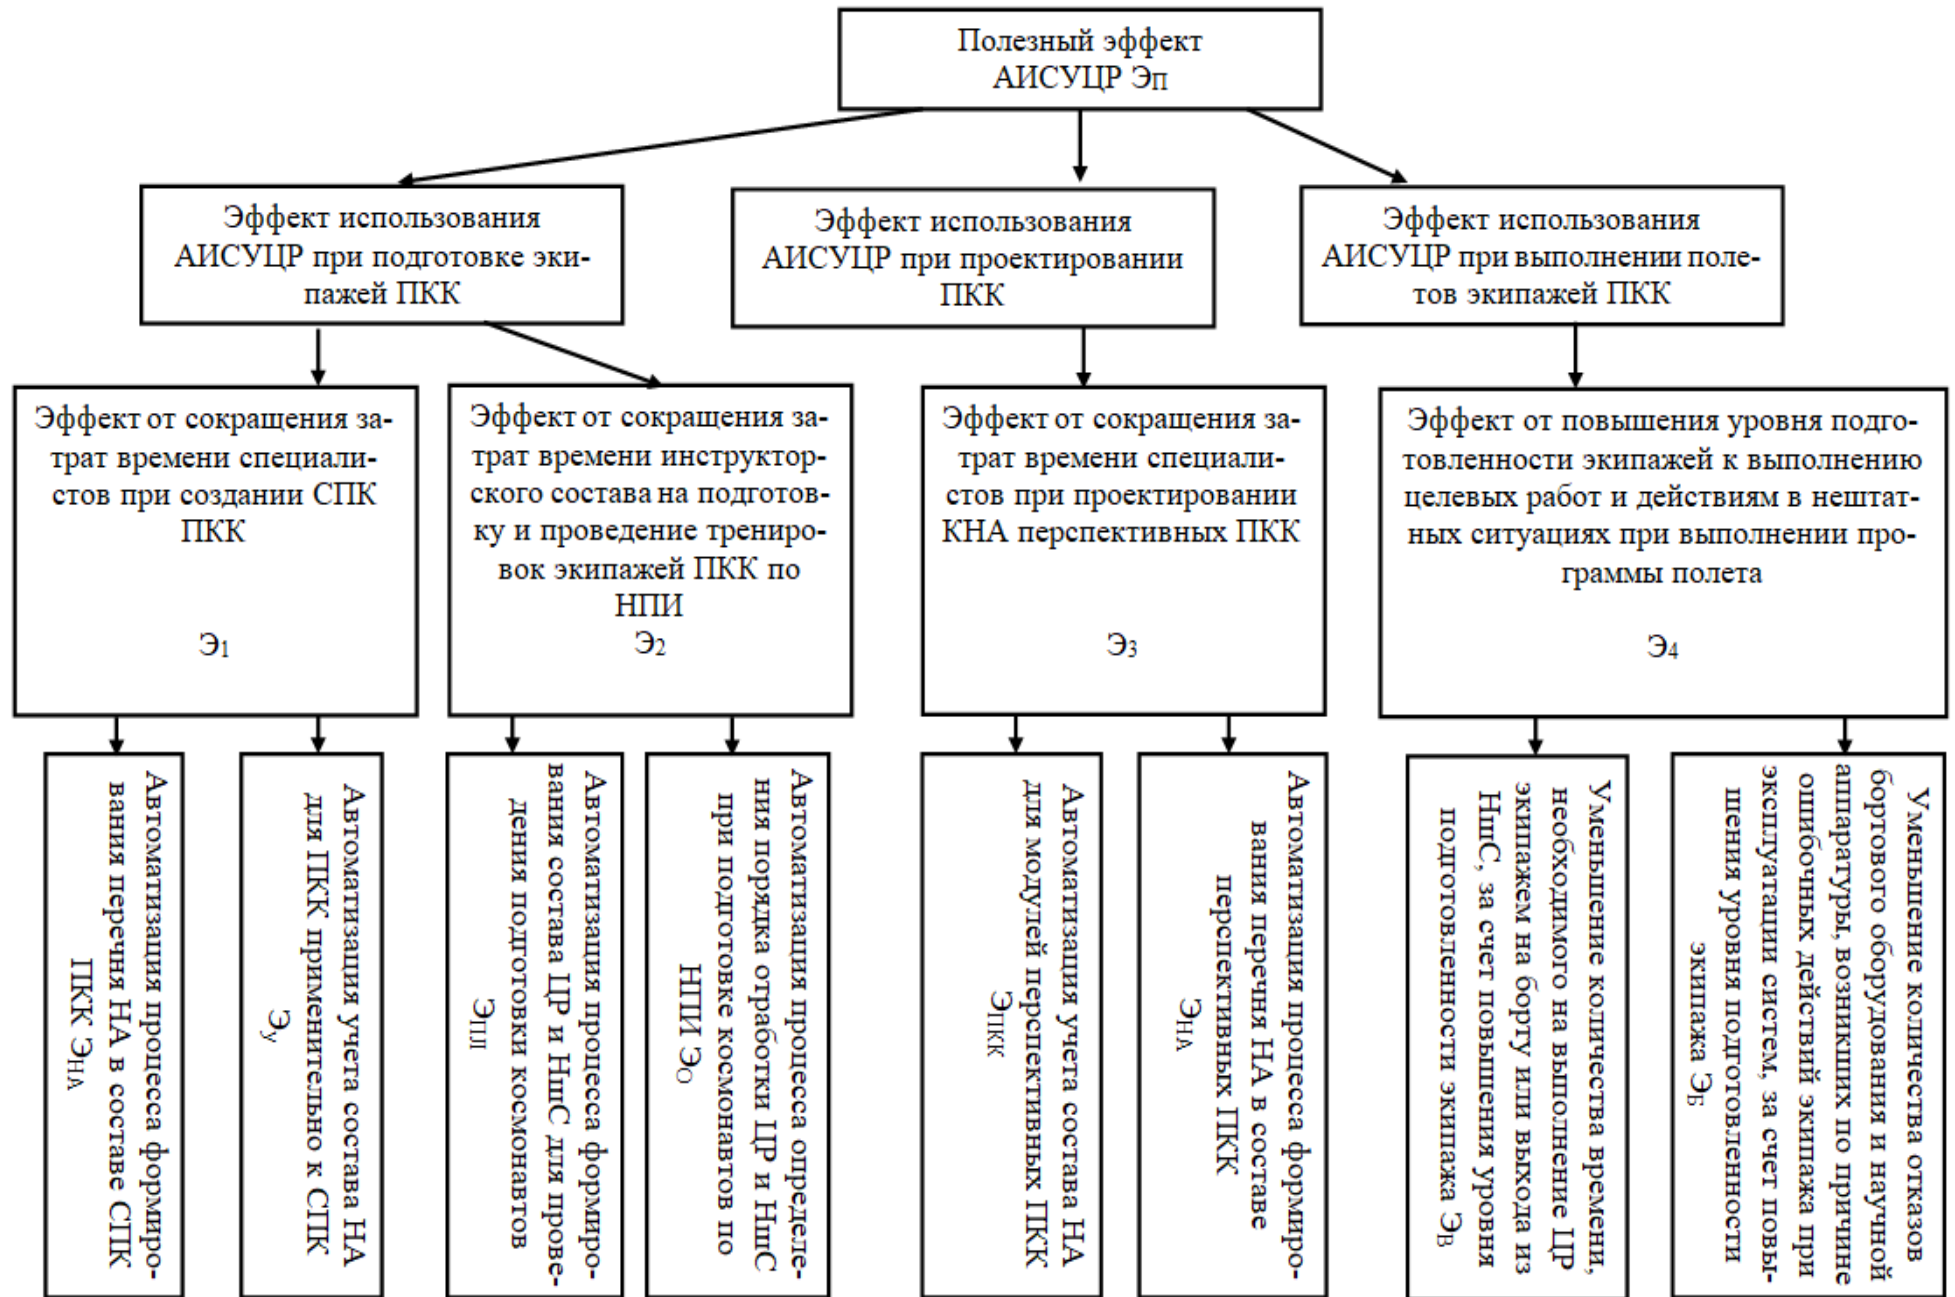 Полезный эффект
АИСУЦР Эп
Эффект использования
АИСУЦР при подготовке эки-
пажей ПКК
Эффект использования
АИСУЦР при проектировании
ПКК
Эффект использования
АИСУЦР при выполнении поле-
тов экипажей ПКК
Эффект от сокращения за-
трат времени специали-
стов при создании СПК
ПКК
Э1
Эффект от сокращения за-
трат времени инструктор-
ского состава на подготов-
ку и проведение трениро-
вок экипажей ПКК по
НПИ
Э2
Эффект от сокращения за-
трат времени специали-
стов при проектировании
КНА перспективных ПКК
Э3
Эффект от повышения уровня подго-
товленности экипажей к выполнению
целевых работ и действиям в нештат-
ных ситуациях при выполнении про-
граммы полета
Э4
Автоматизация процесса формиро-
вания перечня НА в составе СПК
ПКК ЭНА
Автоматизация учета состава НА
для ПКК применительно к СПК
Эу
Автоматизация процесса формиро-
вания состава ЦР и НшС для прове-
дения подготовки космонавтов
ЭПЛ
Автоматизация процесса определе-
ния порядка отработки ЦР и НшС
при подготовке космонавтов по
НПИ ЭО
Автоматизация учета состава НА
для модулей перспективных ПКК
ЭПКК
Автоматизация процесса формиро-
вания перечня НА в составе
перспективных ПКК
ЭНА
Уменьшение количества времени,
необходимого на выполнение ЦР
экипажем на борту или выхода из
НшС, за счет повышения уровня
подготовленности экипажа ЭВ
Уменьшение количества отказов
бортового оборудования и научной
аппаратуры, возникших по причине
ошибочных действий экипажа при
эксплуатации систем, за счет повы-
шения уровня подготовленности
экипажа ЭБ